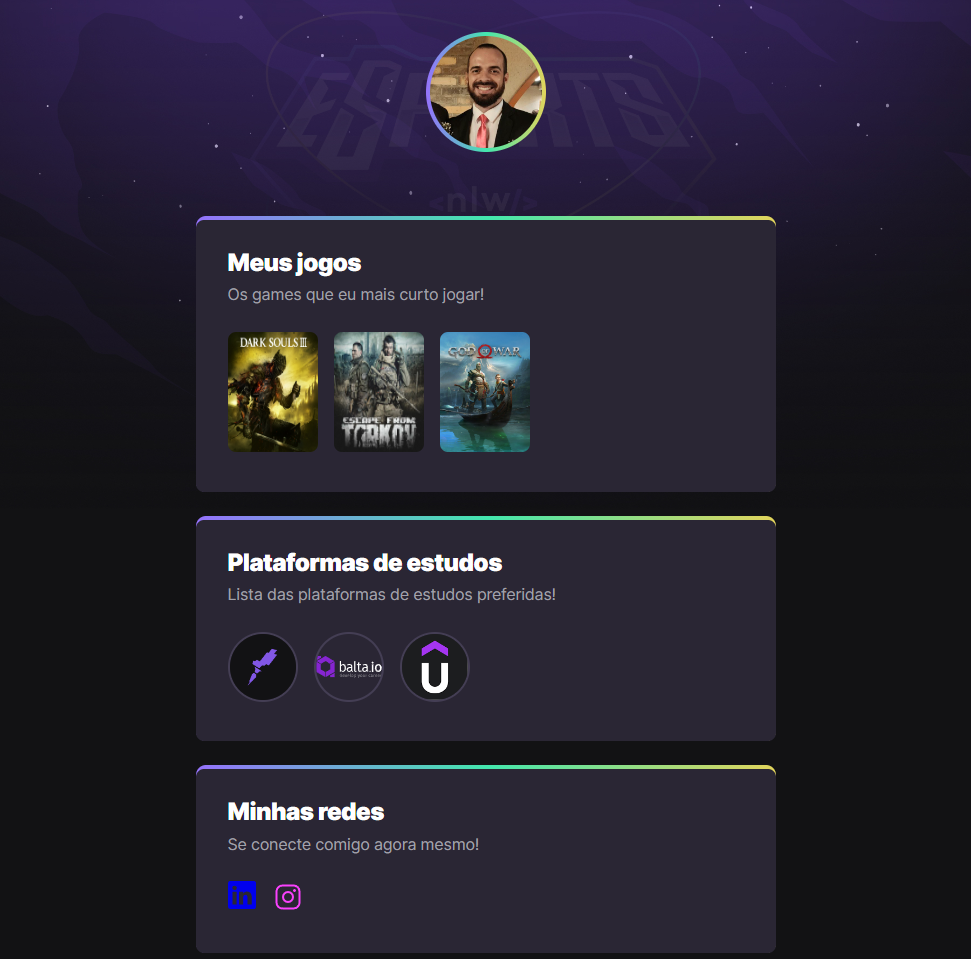 ESPORTS
<nlw/>
Meus jogos
Os games que eu mais curto jogar!
DARK SOULS III
ESCAPE FROM
TARKOV
GOD OF WAR
Plataformas de estudos
Lista das plataformas de estudos preferidas!
balta.io
U
Minhas redes
Se conecte comigo agora mesmo!
in